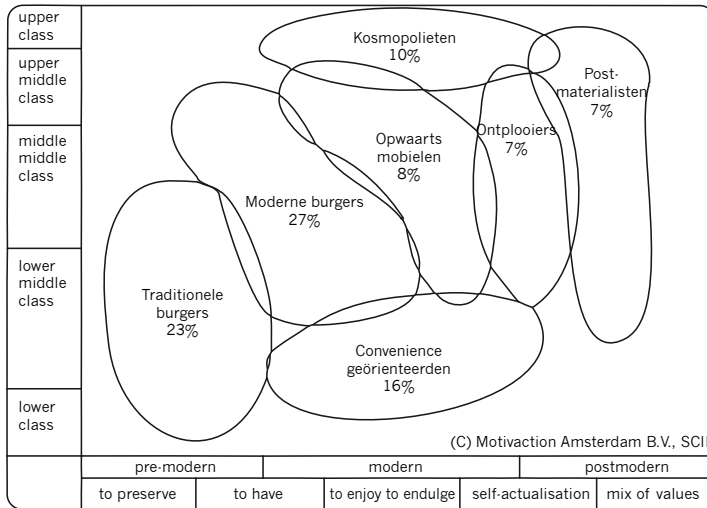 upper
class
upper
middle
class
middle
middle
class
lower
middle
class
lower
class
Kosmopolieten
10%
Post-
materialisten
7%
Ontplooiers
7%
Opwaarts
mobielen
8%
Moderne burgers
27%
Traditionele
burgers
23%
Convenience
geörienteerden
16%
(C) Motivaction Amsterdam B.V., SCI
pre-modern modern postmodern
to preserve to have to enjoy to endulge self-actualisation mix of values